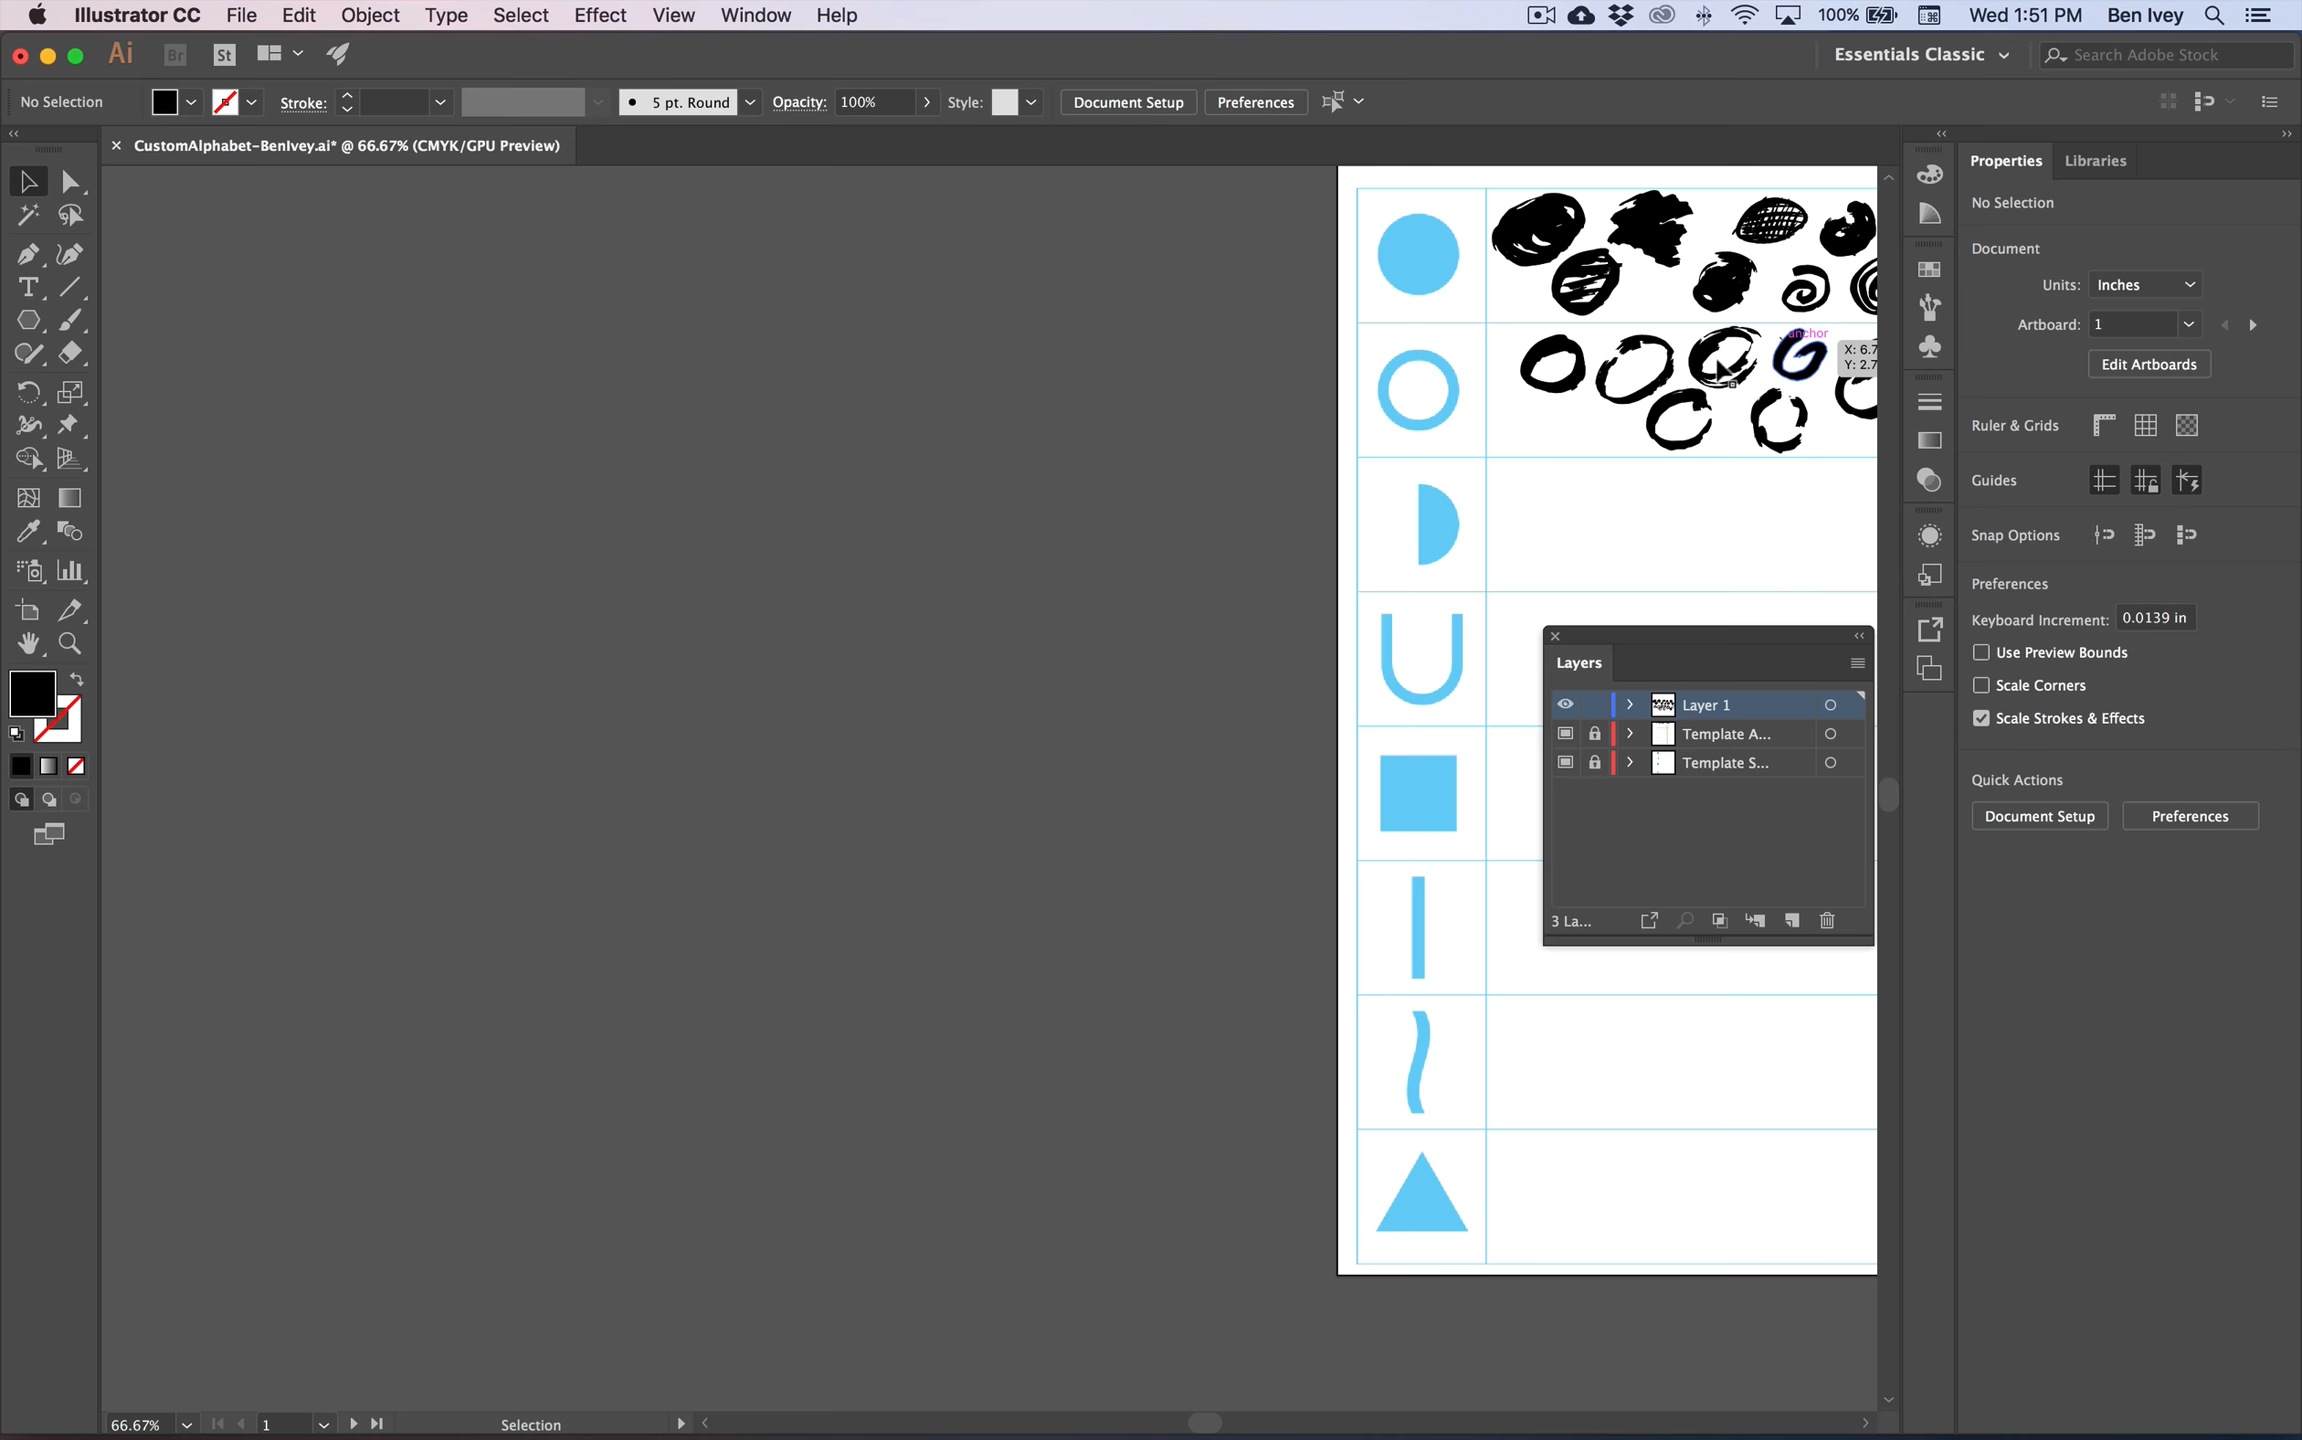 Illustrator CC File Edit Object Type Select Effect View Window Help 100% Wed 1:51 PM Ben Ivey
Ai Br St Essentials Classic Search Adobe Stock
No Selection Stroke: 5 pt. Round Opacity: 100% Style: Document Setup Preferences
CustomAlphabet-BenIvey.ai* @ 66.67% (CMYK/GPU Preview)
Properties Libraries
No Selection
Document
Units: Inches
Artboard: 1
Edit Artboards
Ruler & Grids
Guides
Snap Options
Preferences
Keyboard Increment: 0.0139 in
Use Preview Bounds
Scale Corners
Scale Strokes & Effects
Quick Actions
Document Setup Preferences
anchor
X: 6.7
Y: 2.7
Layers
Layer 1
Template A...
Template S...
3 La...
66.67% 1 Selection